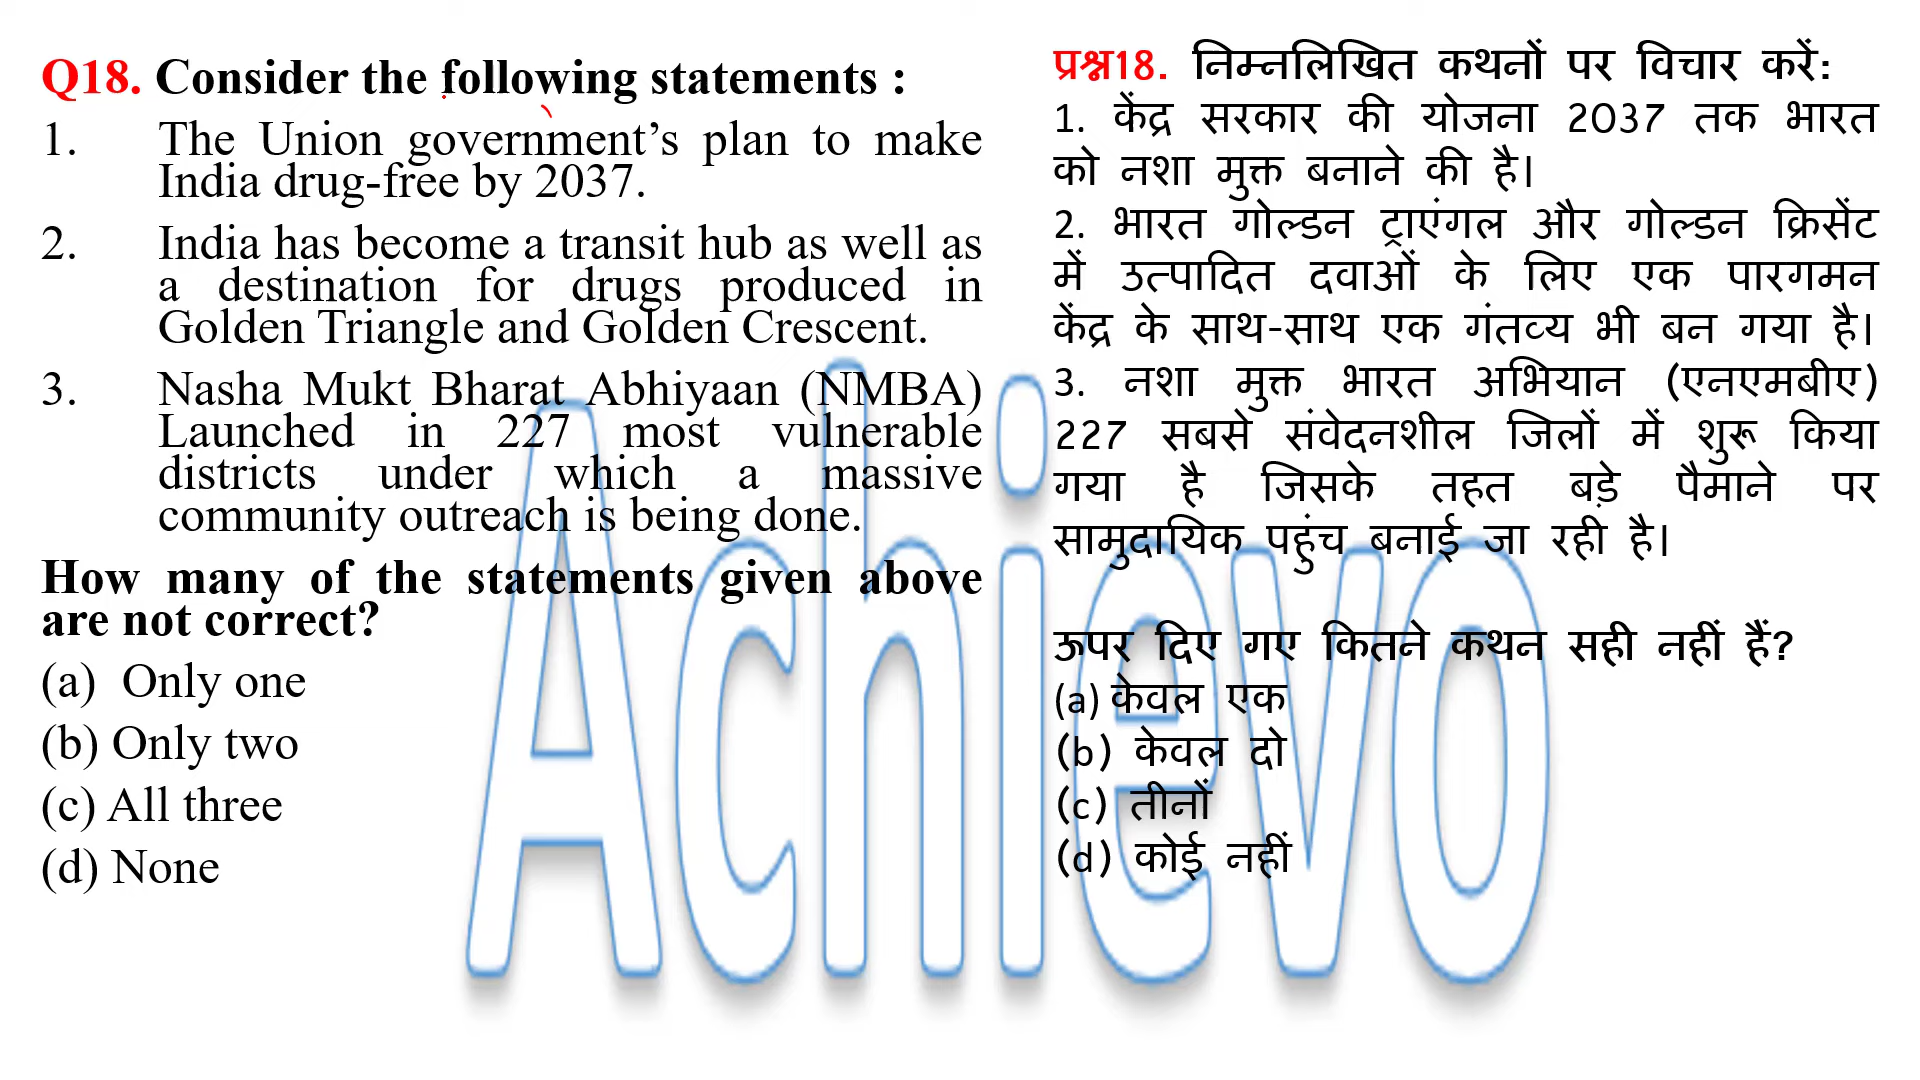 Q18. Consider the following statements :
1. The Union government’s plan to make
India drug-free by 2037.
2. India has become a transit hub as well as
a destination for drugs produced in
Golden Triangle and Golden Crescent.
3. Nasha Mukt Bharat Abhiyaan (NMBA)
Launched in 227 most vulnerable
districts under which a massive
community outreach is being done.
How many of the statements given above
are not correct?
(a) Only one
(b) Only two
(c) All three
(d) None
प्रश्न18. निम्नलिखित कथनों पर विचार करें:
1. केंद्र सरकार की योजना 2037 तक भारत
को नशा मुक्त बनाने की है।
2. भारत गोल्डन ट्राएंगल और गोल्डन क्रिसेंट
में उत्पादित दवाओं के लिए एक पारगमन
केंद्र के साथ-साथ एक गंतव्य भी बन गया है।
3. नशा मुक्त भारत अभियान (एनएमबीए)
227 सबसे संवेदनशील जिलों में शुरू किया
गया है जिसके तहत बड़े पैमाने पर
सामुदायिक पहुंच बनाई जा रही है।
ऊपर दिए गए कितने कथन सही नहीं हैं?
(a) केवल एक
(b) केवल दो
(c) तीनों
(d) कोई नहीं
Achievo